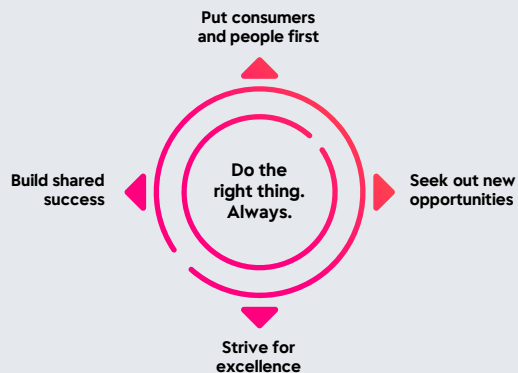 Put consumers
and people first
Build shared
success
Do the
right thing.
Always.
Seek out new
opportunities
Strive for
excellence